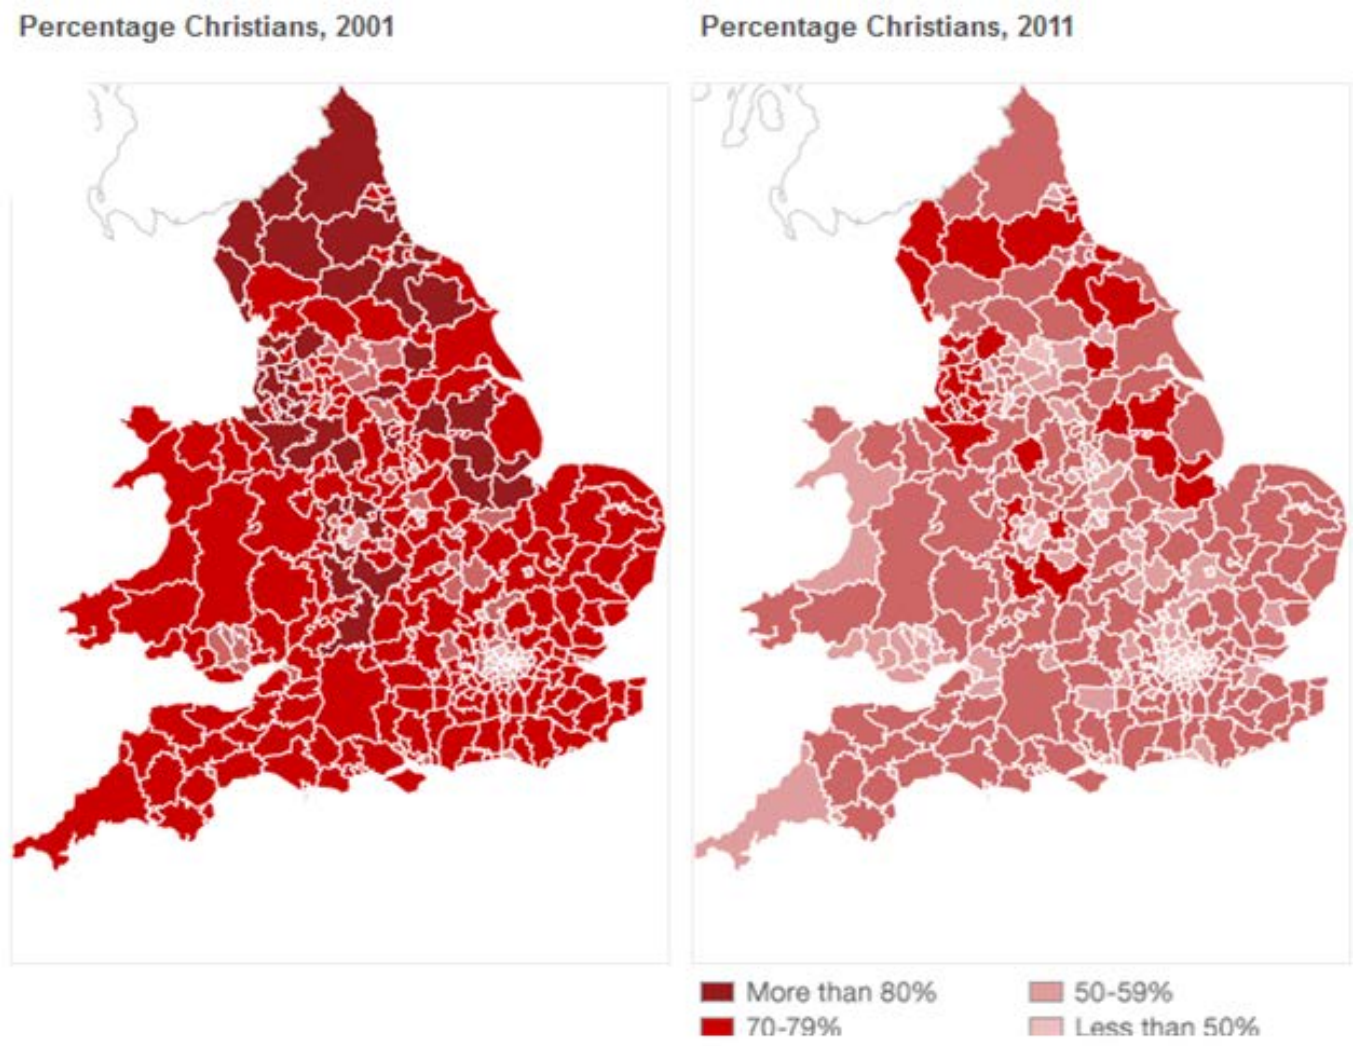 Percentage Christians, 2001
Percentage Christians, 2011
More than 80%
50-59%
70-79%
Less than 50%